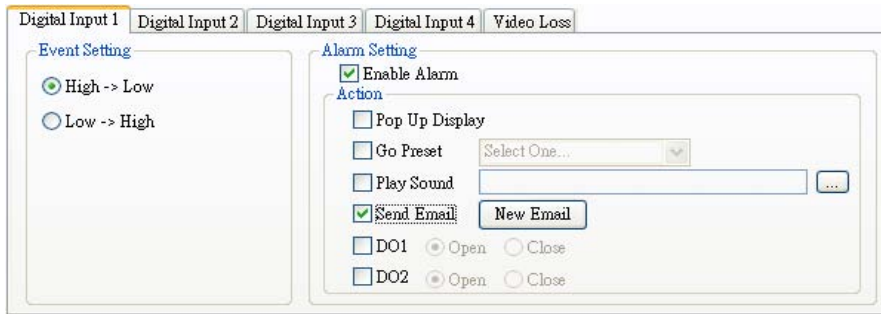 Digital Input 1 Digital Input 2 Digital Input 3 Digital Input 4 Video Loss
Event Setting
High -> Low
Low -> High
Alarm Setting
Enable Alarm
Action
Pop Up Display
Go Preset Select One...
Play Sound ...
Send Email New Email
DO1 Open Close
DO2 Open Close